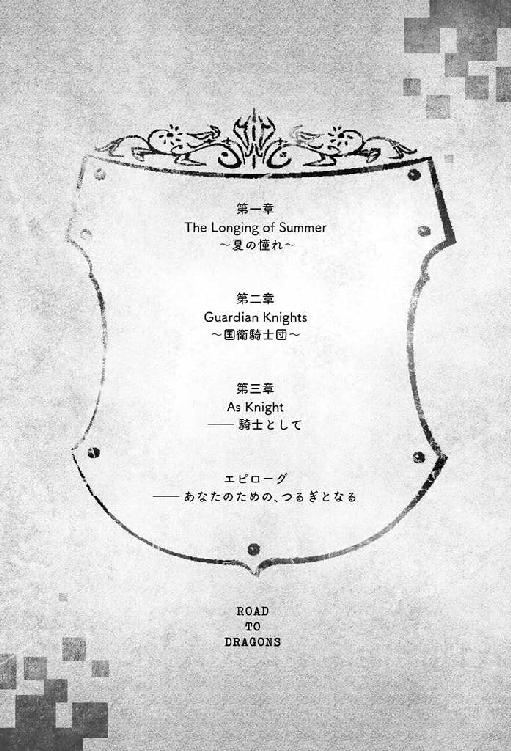 第一章
The Longing of Summer
～夏の憧れ～
第二章
Guardian Knights
～国衛騎士団～
第三章
As Knight
―― 騎士として
エピローグ
―― あなたのための、つるぎとなる
ROAD
TO
DRAGONS